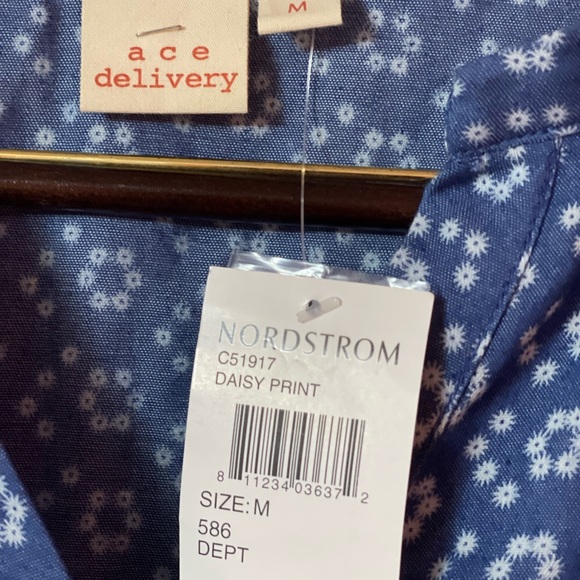 M
ace
delivery
NORDSTROM
C51917
DAISY PRINT
8 11234 03637 2
SIZE: M
586
DEPT